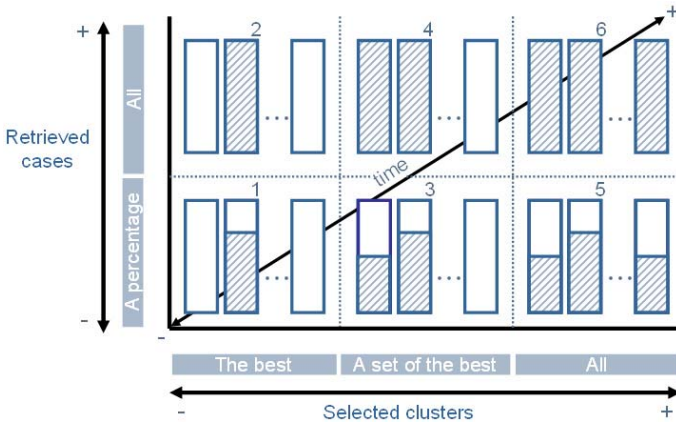 +
+
2
4
6
All
...
...
...
Retrieved
cases
time
1
3
5
A percentage
...
...
...
-
-
The best
A set of the best
All
-
+
Selected clusters